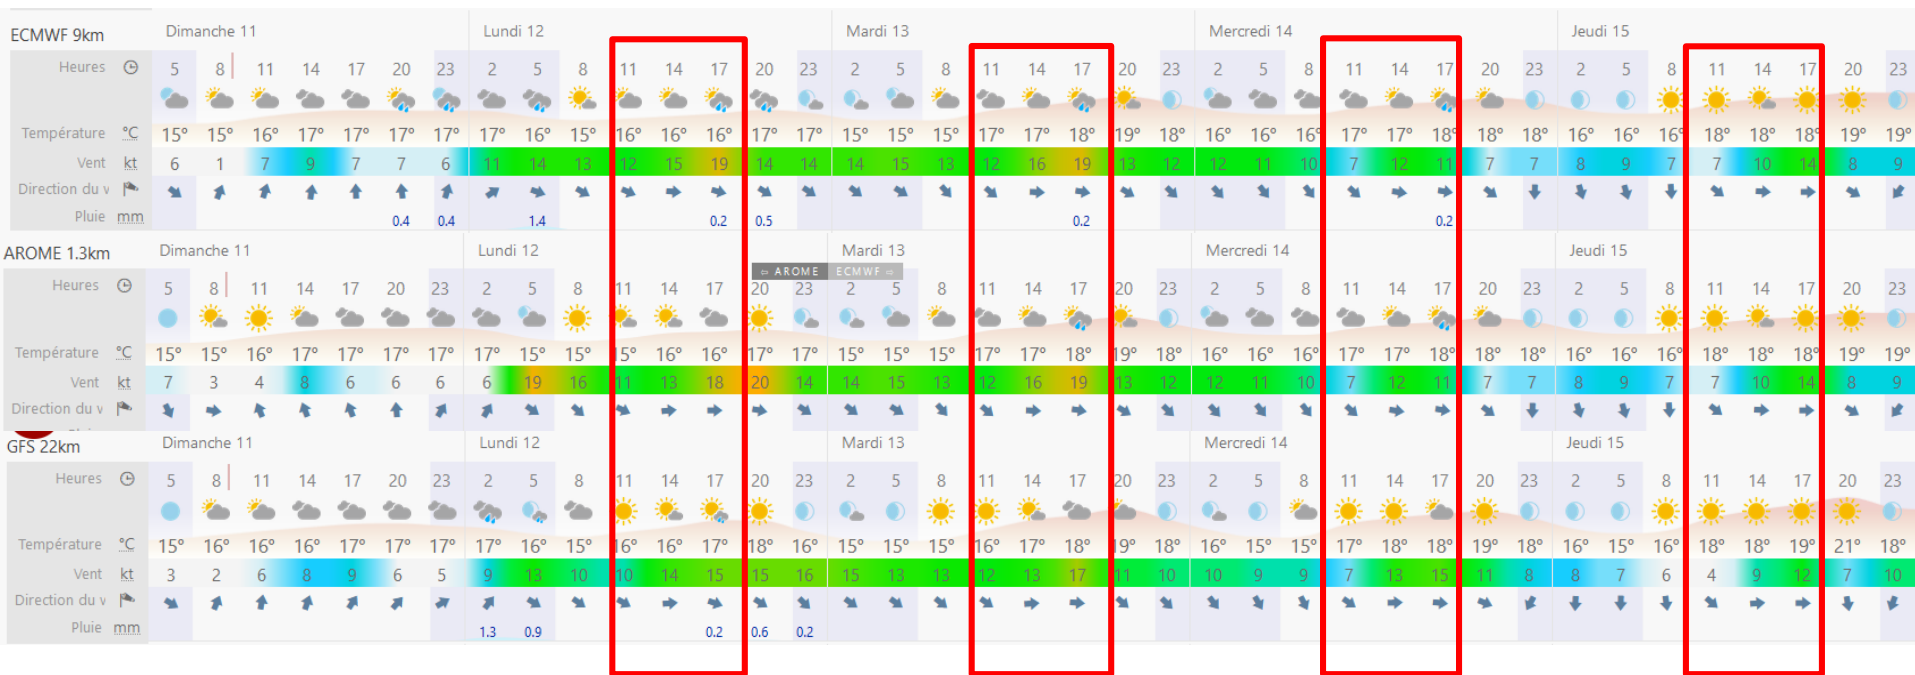 ECMWF 9km Dimanche 11 Lundi 12 Mardi 13 Mercredi 14 Jeudi 15
Heures 5 8 11 14 17 20 23 2 5 8 11 14 17 20 23 2 5 8 11 14 17 20 23 2 5 8 11 14 17 20 23 2 5 8 11 14 17 20 23
Température °C 15° 15° 16° 17° 17° 17° 17° 17° 16° 15° 16° 16° 16° 17° 17° 15° 15° 15° 17° 17° 18° 19° 18° 16° 16° 16° 17° 17° 18° 18° 18° 16° 16° 16° 18° 18° 18° 19° 19°
Vent kt 6 1 7 9 7 7 6 11 14 13 12 15 19 14 14 14 15 13 12 16 19 13 12 12 11 10 7 12 11 7 7 8 9 7 7 10 14 8 9
Direction du v
Pluie mm 0.4 0.4 1.4 0.2 0.5 0.2 0.2
AROME 1.3km Dimanche 11 Lundi 12 Mardi 13 Mercredi 14 Jeudi 15
⇦ AROME ECMWF ⇨
Heures 5 8 11 14 17 20 23 2 5 8 11 14 17 20 23 2 5 8 11 14 17 20 23 2 5 8 11 14 17 20 23 2 5 8 11 14 17 20 23
Température °C 15° 15° 16° 17° 17° 17° 17° 17° 15° 15° 15° 16° 16° 17° 17° 15° 15° 15° 17° 17° 18° 19° 18° 16° 16° 16° 17° 17° 18° 18° 18° 16° 16° 16° 18° 18° 18° 19° 19°
Vent kt 7 3 4 8 6 6 6 6 19 16 11 13 18 20 14 14 15 13 12 16 19 13 12 12 11 10 7 12 11 7 7 8 9 7 7 10 14 8 9
Direction du v
GFS 22km Dimanche 11 Lundi 12 Mardi 13 Mercredi 14 Jeudi 15
Heures 5 8 11 14 17 20 23 2 5 8 11 14 17 20 23 2 5 8 11 14 17 20 23 2 5 8 11 14 17 20 23 2 5 8 11 14 17 20 23
Température °C 15° 16° 16° 16° 17° 17° 17° 17° 16° 15° 16° 16° 17° 18° 16° 15° 15° 15° 16° 17° 18° 19° 18° 16° 15° 15° 17° 18° 18° 19° 18° 16° 15° 16° 18° 18° 19° 21° 18°
Vent kt 3 2 6 8 9 6 5 9 13 10 10 14 15 15 16 15 13 13 12 13 17 11 10 10 9 9 7 13 15 11 8 8 7 6 4 9 12 7 10
Direction du v
Pluie mm 1.3 0.9 0.2 0.6 0.2